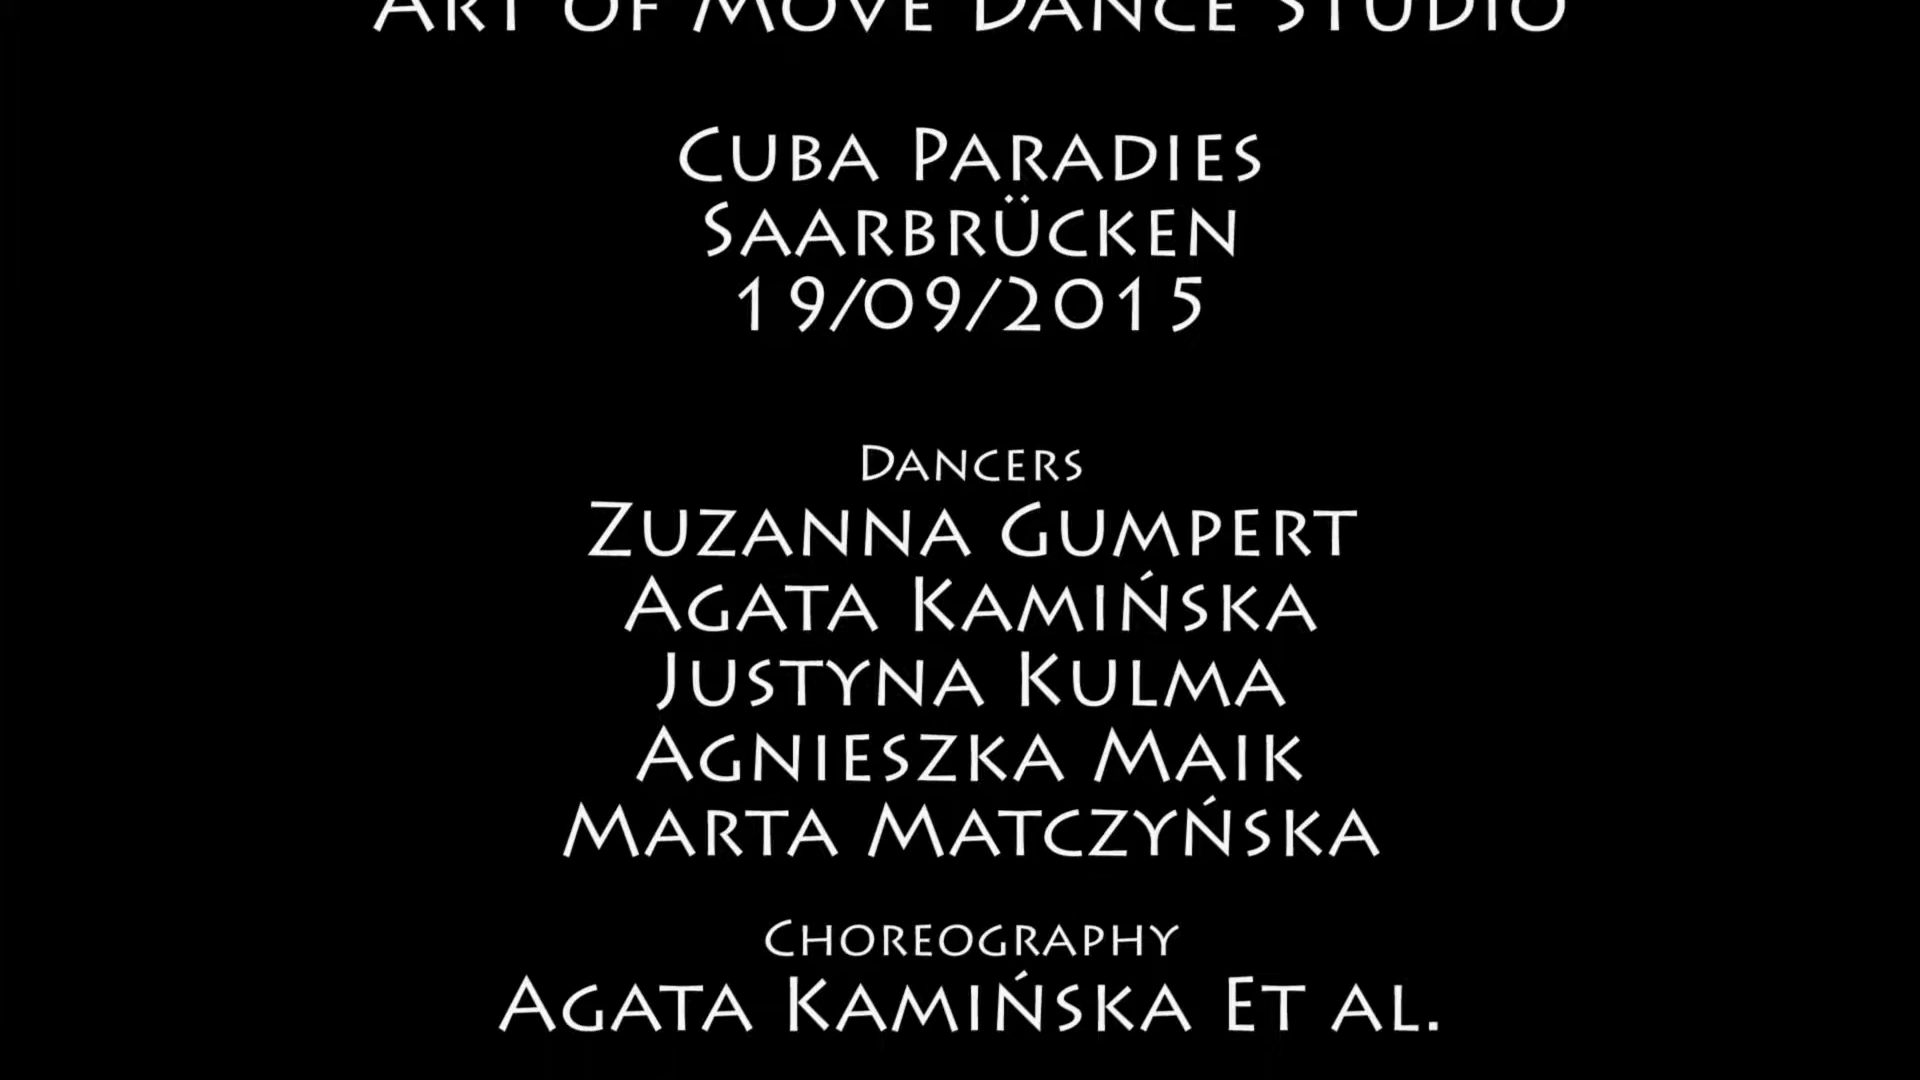 Art of Move Dance Studio
Cuba Paradies
Saarbrücken
19/09/2015
Dancers
Zuzanna Gumpert
Agata Kamińska
Justyna Kulma
Agnieszka Maik
Marta Matczyńska
Choreography
Agata Kamińska Et al.